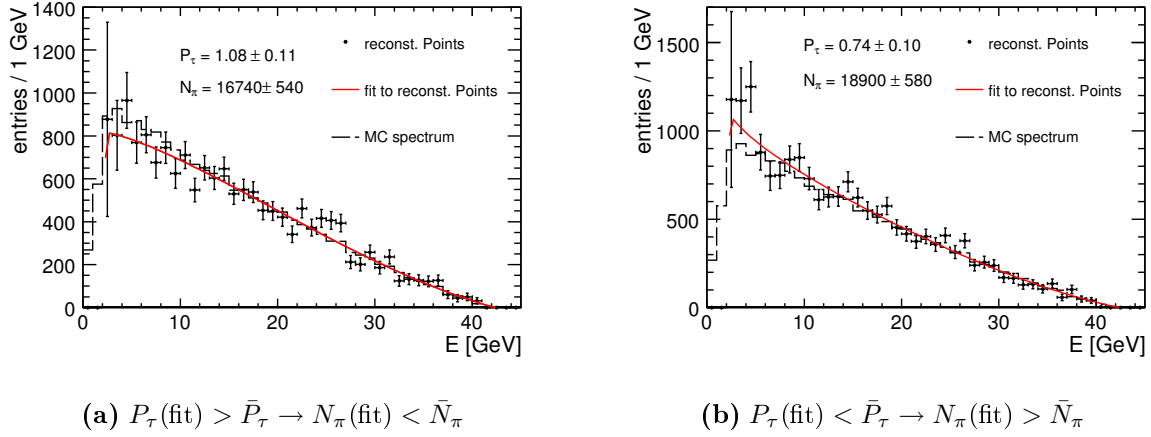 entries / 1 GeV
1400
1200
1000
800
600
400
200
0
0 10 20 30 40
E [GeV]
P_τ = 1.08 ± 0.11
N_π = 16740± 540
reconst. Points
fit to reconst. Points
MC spectrum
(a) P_τ(fit) > P̄_τ → N_π(fit) < N̄_π
entries / 1 GeV
1500
1000
500
0
0 10 20 30 40
E [GeV]
P_τ = 0.74 ± 0.10
N_π = 18900 ± 580
reconst. Points
fit to reconst. Points
MC spectrum
(b) P_τ(fit) < P̄_τ → N_π(fit) > N̄_π